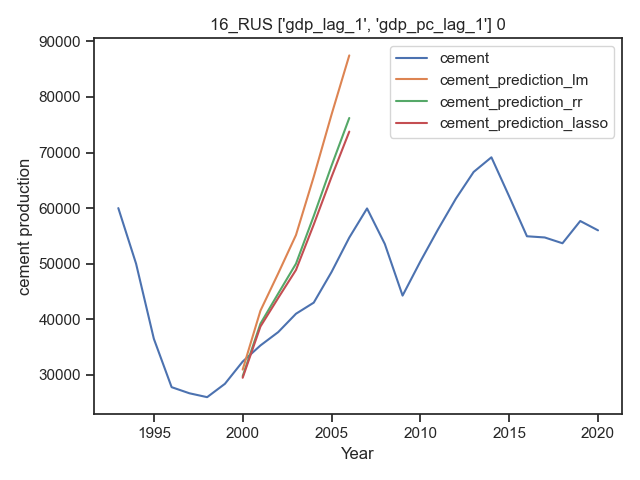 16_RUS ['gdp_lag_1', 'gdp_pc_lag_1'] 0
90000
80000
70000
60000
50000
40000
30000
cement production
cement
cement_prediction_lm
cement_prediction_rr
cement_prediction_lasso
1995
2000
2005
2010
2015
2020
Year